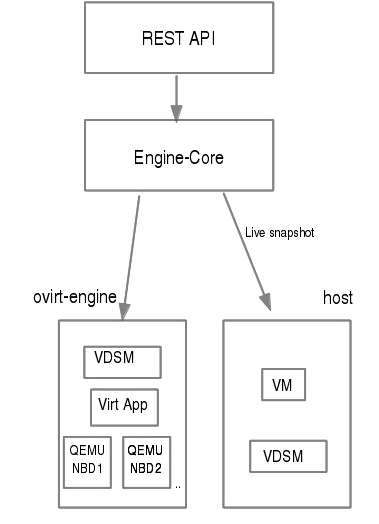 REST API
Engine-Core
Live snapshot
ovirt-engine
host
VDSM
Virt App
QEMU
NBD1
QEMU
NBD2
..
VM
VDSM